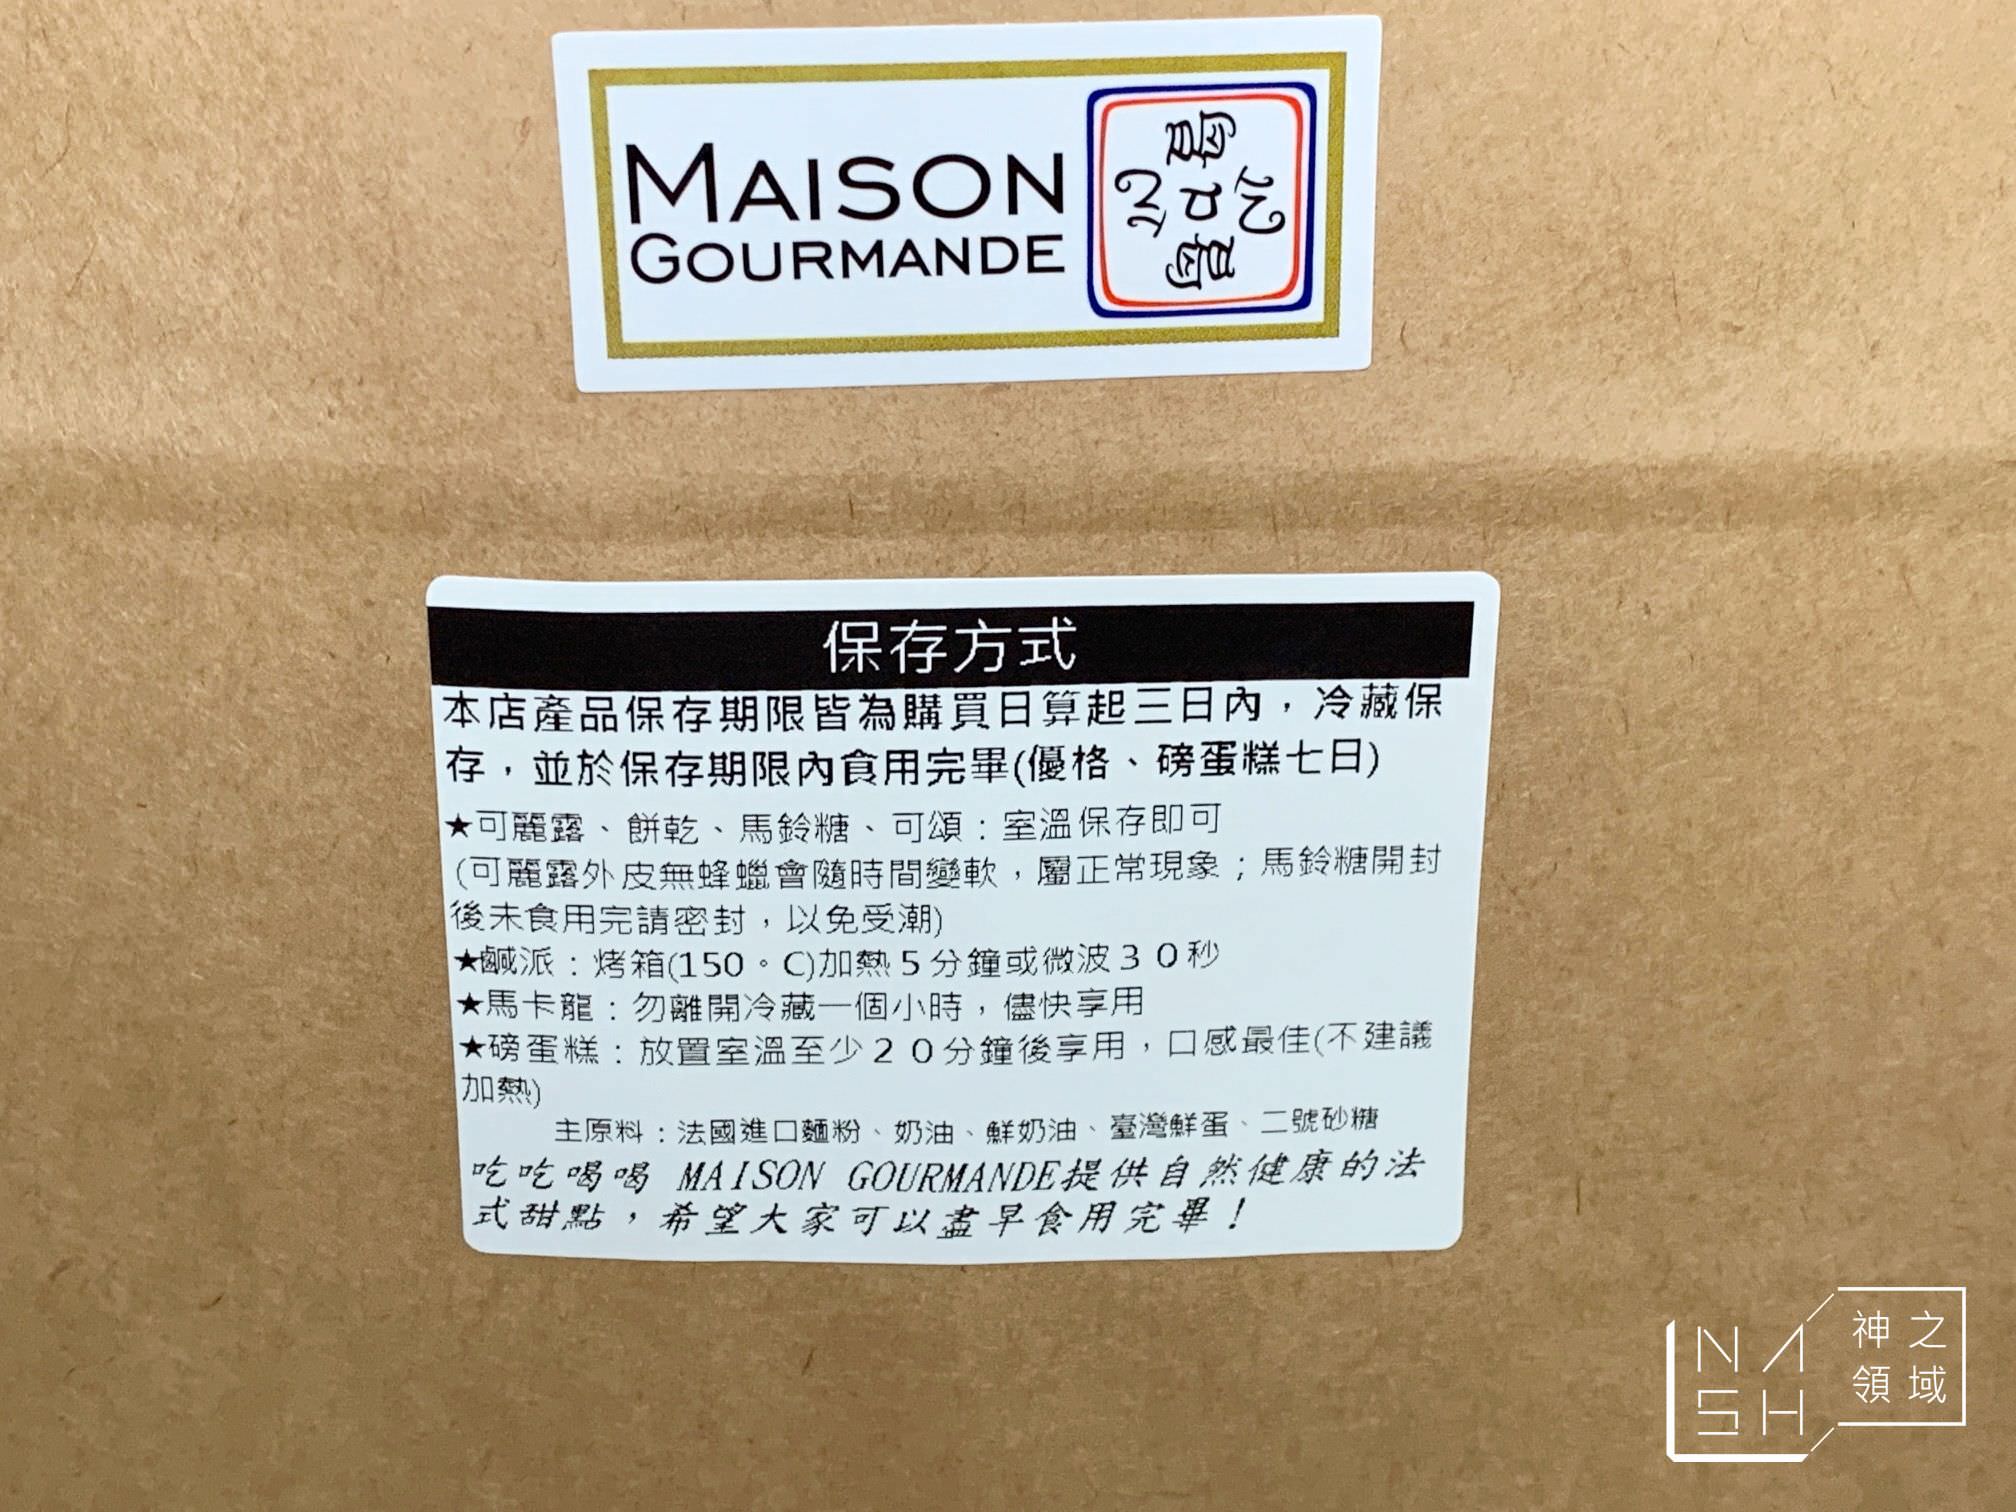 MAISON
GOURMANDE
保存方式
本店產品保存期限皆為購買日算起三日內，冷藏保
存，並於保存期限內食用完畢(優格、磅蛋糕七日)
★可麗露、餅乾、馬鈴糖、可頌：室溫保存即可
(可麗露外皮無蜂蠟會隨時間變軟，屬正常現象；馬鈴糖開封
後未食用完請密封，以免受潮)
★鹹派：烤箱(150。C)加熱5分鐘或微波30秒
★馬卡龍：勿離開冷藏一個小時，儘快享用
★磅蛋糕：放置室溫至少20分鐘後享用，口感最佳(不建議
加熱)
主原料：法國進口麵粉、奶油、鮮奶油、臺灣鮮蛋、二號砂糖
吃吃喝喝 MAISON GOURMANDE提供自然健康的法
式甜點，希望大家可以盡早食用完畢！
NASH
神之
領域